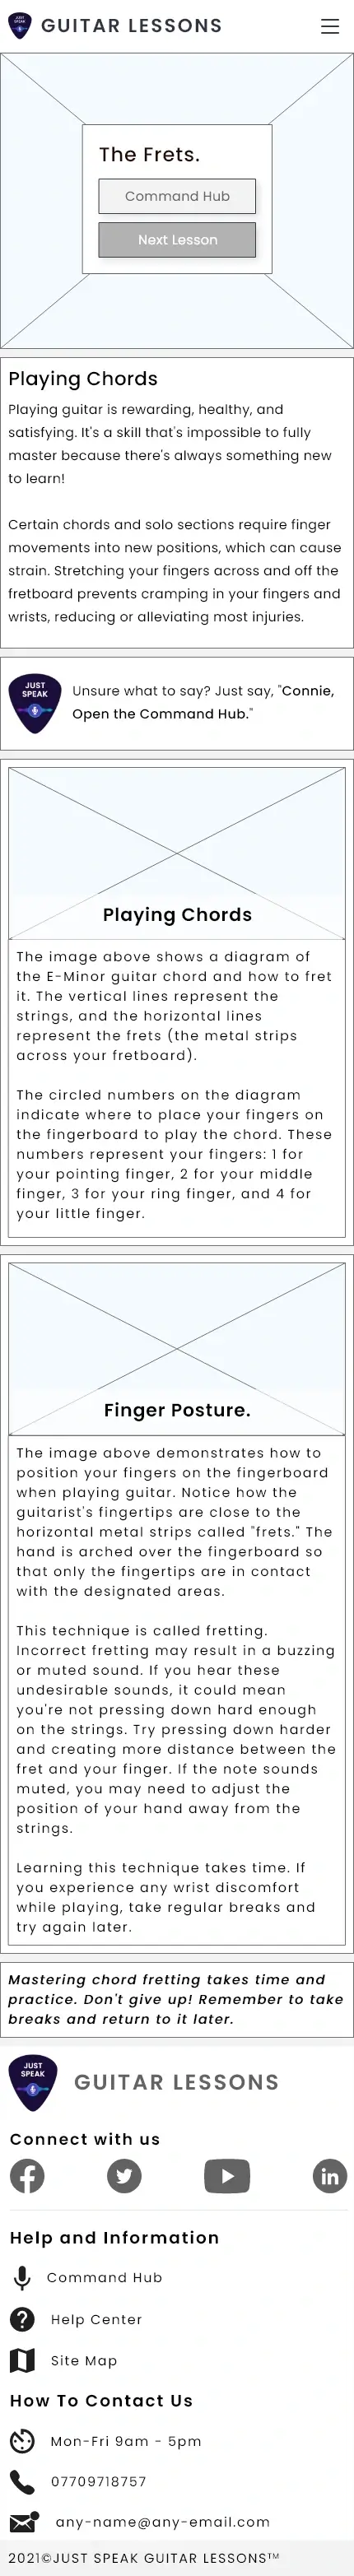 JUST
SPEAK
GUITAR LESSONS
The Frets.
Command Hub
Next Lesson
Playing Chords
Playing guitar is rewarding, healthy, and
satisfying. It's a skill that's impossible to fully
master because there's always something new
to learn!
Certain chords and solo sections require finger
movements into new positions, which can cause
strain. Stretching your fingers across and off the
fretboard prevents cramping in your fingers and
wrists, reducing or alleviating most injuries.
JUST
SPEAK
Unsure what to say? Just say, "Connie,
Open the Command Hub."
Playing Chords
The image above shows a diagram of
the E-Minor guitar chord and how to fret
it. The vertical lines represent the
strings, and the horizontal lines
represent the frets (the metal strips
across your fretboard).
The circled numbers on the diagram
indicate where to place your fingers on
the fingerboard to play the chord. These
numbers represent your fingers: 1 for
your pointing finger, 2 for your middle
finger, 3 for your ring finger, and 4 for
your little finger.
Finger Posture.
The image above demonstrates how to
position your fingers on the fingerboard
when playing guitar. Notice how the
guitarist's fingertips are close to the
horizontal metal strips called "frets." The
hand is arched over the fingerboard so
that only the fingertips are in contact
with the designated areas.
This technique is called fretting.
Incorrect fretting may result in a buzzing
or muted sound. If you hear these
undesirable sounds, it could mean
you're not pressing down hard enough
on the strings. Try pressing down harder
and creating more distance between the
fret and your finger. If the note sounds
muted, you may need to adjust the
position of your hand away from the
strings.
Learning this technique takes time. If
you experience any wrist discomfort
while playing, take regular breaks and
try again later.
Mastering chord fretting takes time and
practice. Don't give up! Remember to take
breaks and return to it later.
JUST
SPEAK
GUITAR LESSONS
Connect with us
Help and Information
Command Hub
Help Center
Site Map
How To Contact Us
Mon-Fri 9am - 5pm
07709718757
any-name@any-email.com
2021©JUST SPEAK GUITAR LESSONS™